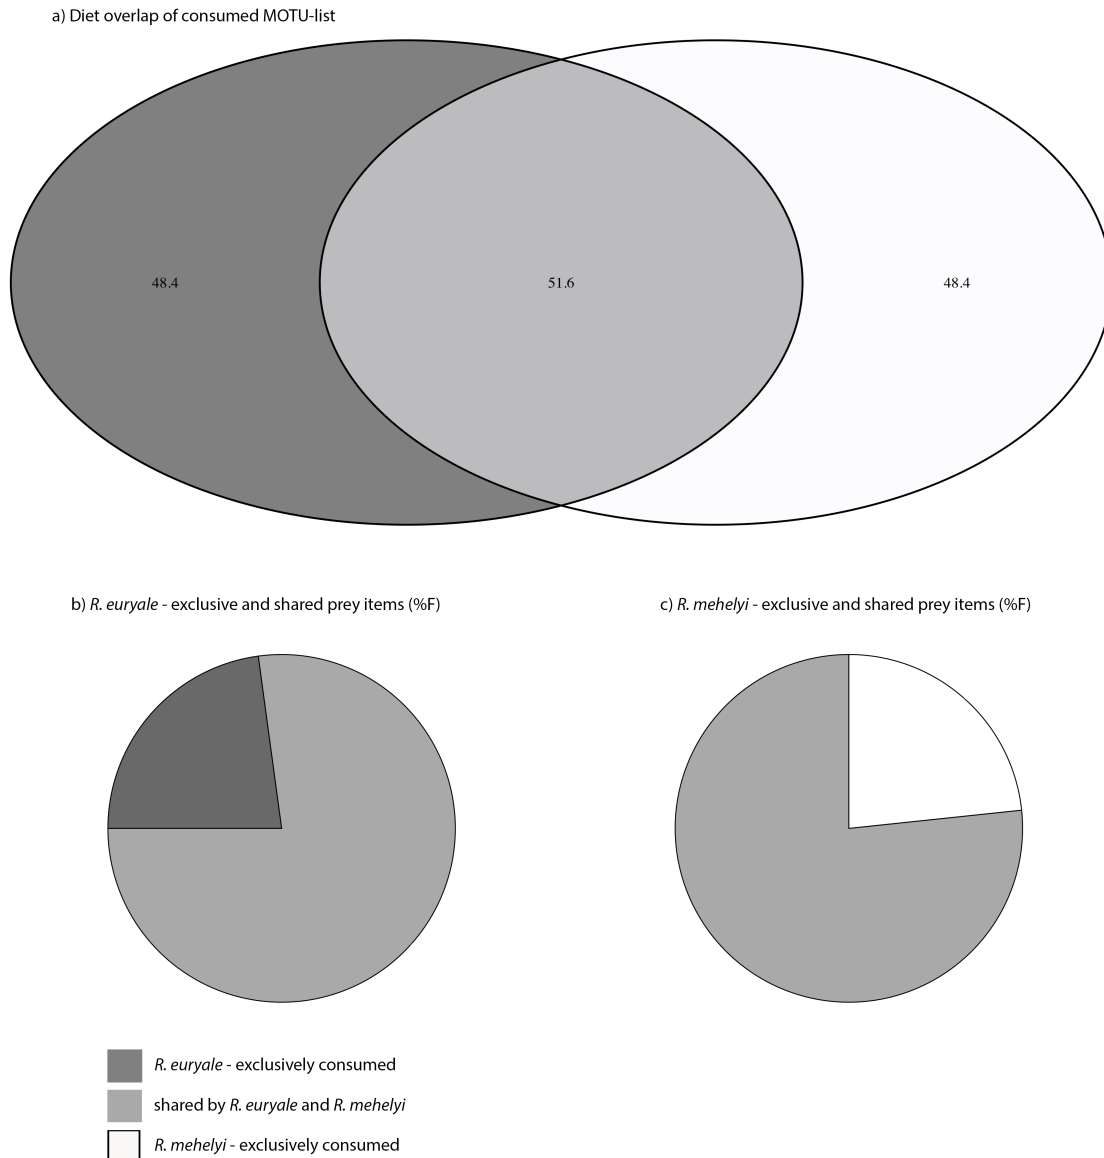 a) Diet overlap of consumed MOTU-list
48.4 51.6 48.4
b) R. euryale - exclusive and shared prey items (%F)
c) R. mehelyi - exclusive and shared prey items (%F)
R. euryale - exclusively consumed
shared by R. euryale and R. mehelyi
R. mehelyi - exclusively consumed